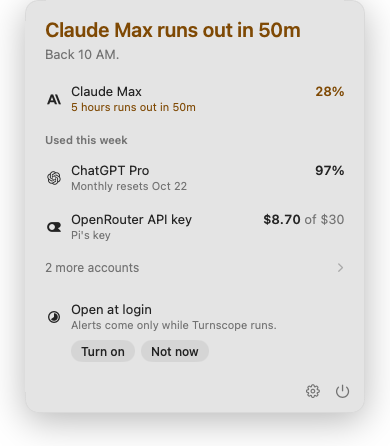 Claude Max runs out in 50m
Back 10 AM.
Claude Max 28%
5 hours runs out in 50m
Used this week
ChatGPT Pro 97%
Monthly resets Oct 22
OpenRouter API key $8.70 of $30
Pi's key
2 more accounts
Open at login
Alerts come only while Turnscope runs.
Turn on Not now